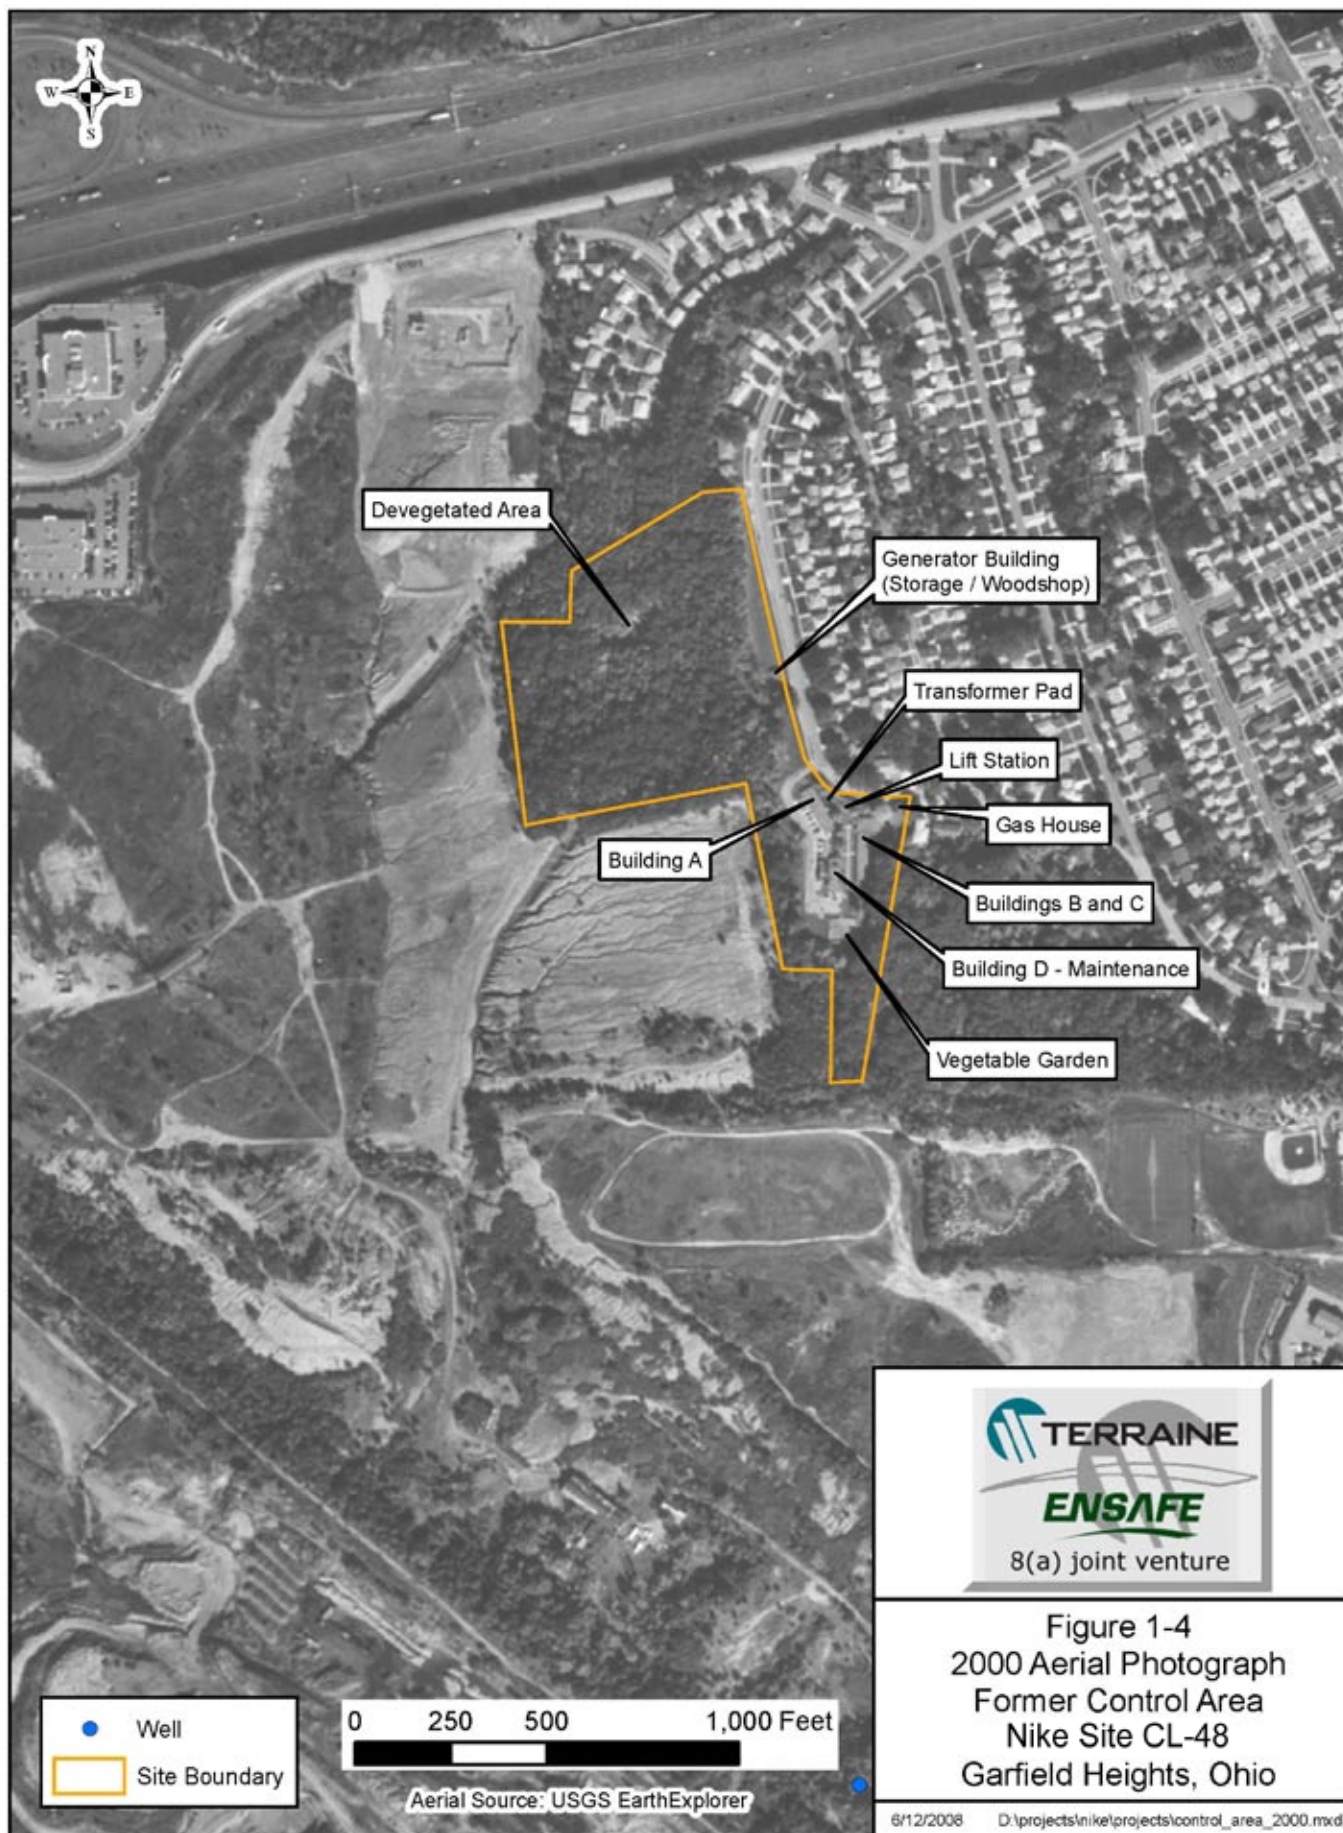 N
W E
S
Devegetated Area
Generator Building
(Storage / Woodshop)
Transformer Pad
Lift Station
Gas House
Building A
Buildings B and C
Building D - Maintenance
Vegetable Garden
TERRAINE
ENSAFE
8(a) joint venture
Figure 1-4
2000 Aerial Photograph
Former Control Area
Nike Site CL-48
Garfield Heights, Ohio
6/12/2008 D:\projects\nike\projects\control_area_2000.mxd
Well
Site Boundary
0 250 500 1,000 Feet
Aerial Source: USGS EarthExplorer